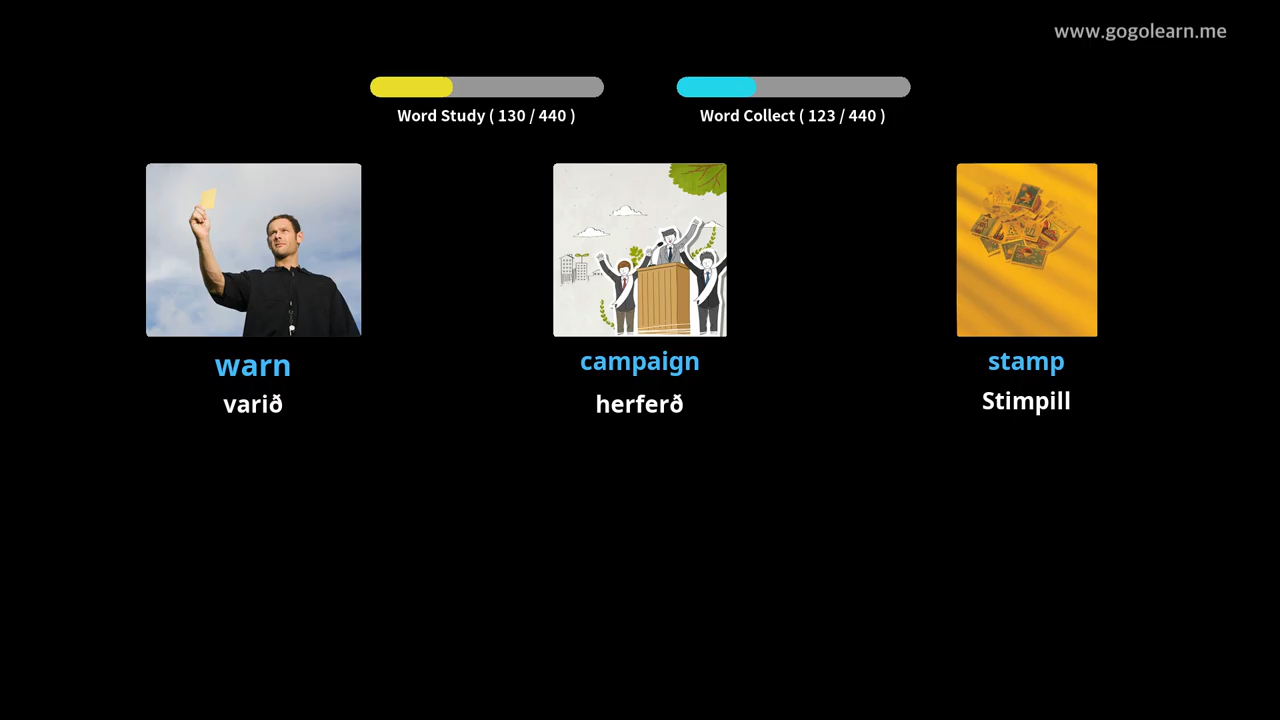 www.gogolearn.me
Word Study ( 130 / 440 )
Word Collect ( 123 / 440 )
warn
campaign
stamp
varið
herferð
Stimpill